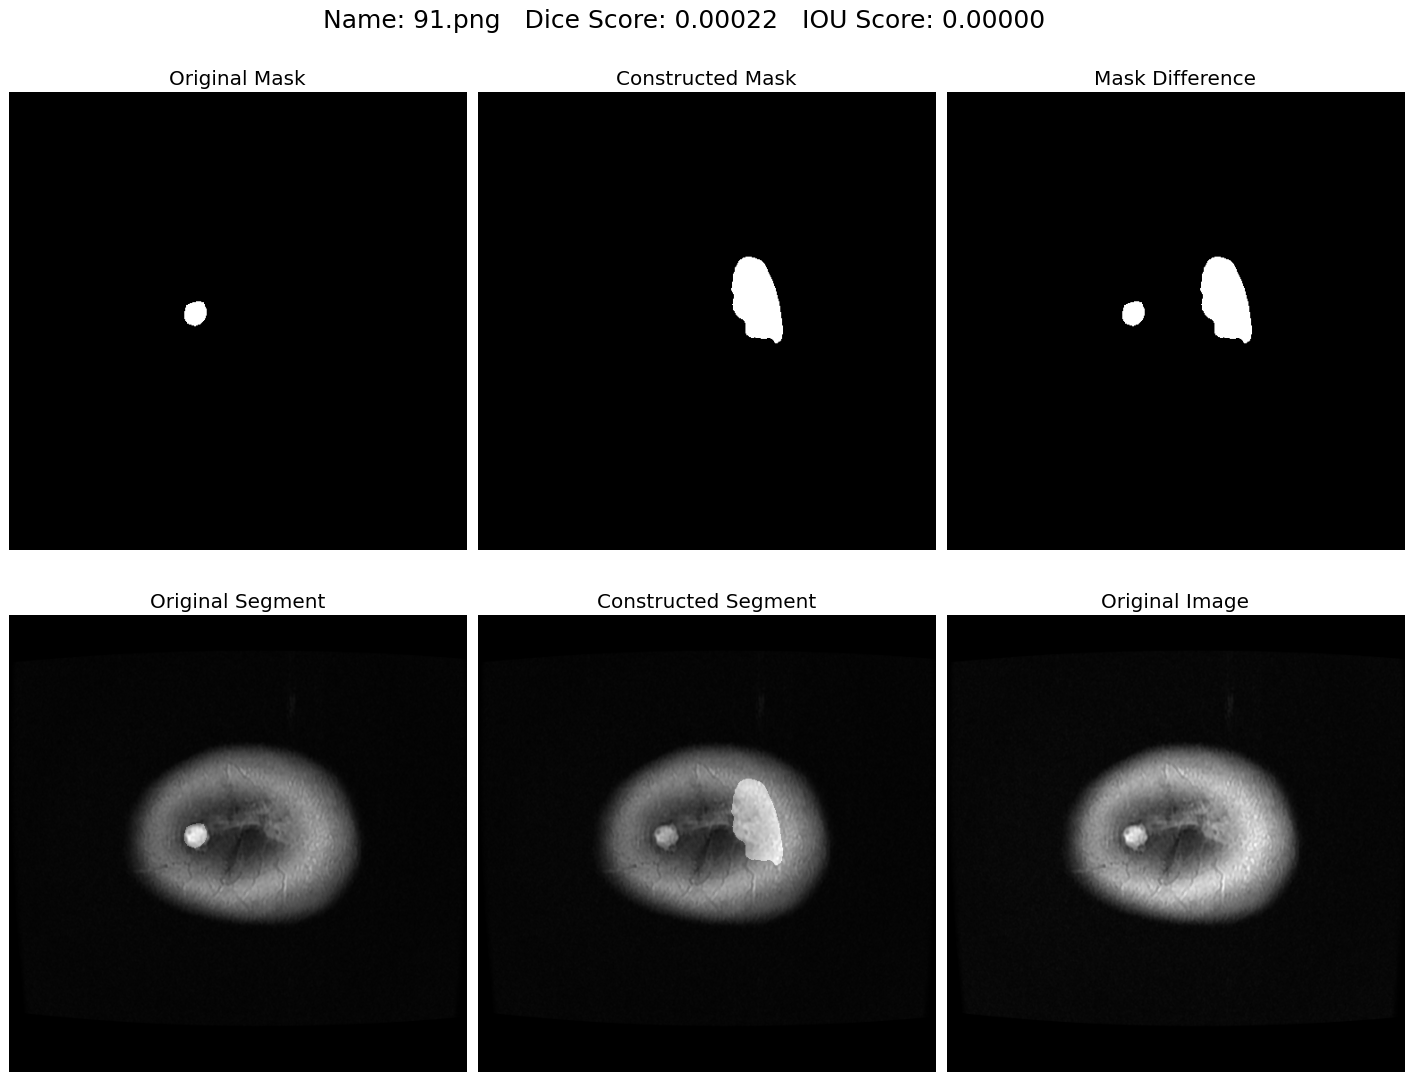 Name: 91.png   Dice Score: 0.00022   IOU Score: 0.00000
Original Mask
Constructed Mask
Mask Difference
Original Segment
Constructed Segment
Original Image